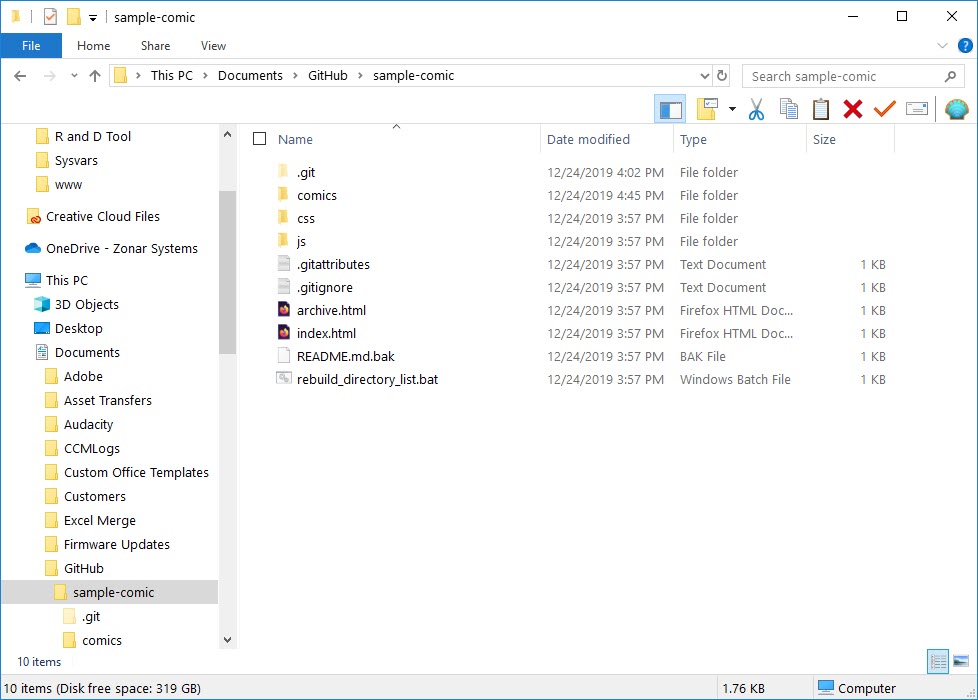 sample-comic
File Home Share View
This PC Documents GitHub sample-comic Search sample-comic
R and D Tool
Sysvars
www
Creative Cloud Files
OneDrive - Zonar Systems
This PC
3D Objects
Desktop
Documents
Adobe
Asset Transfers
Audacity
CCMLogs
Custom Office Templates
Customers
Excel Merge
Firmware Updates
GitHub
sample-comic
.git
comics
Name Date modified Type Size
.git 12/24/2019 4:02 PM File folder
comics 12/24/2019 4:45 PM File folder
css 12/24/2019 3:57 PM File folder
js 12/24/2019 3:57 PM File folder
.gitattributes 12/24/2019 3:57 PM Text Document 1 KB
.gitignore 12/24/2019 3:57 PM Text Document 1 KB
archive.html 12/24/2019 3:57 PM Firefox HTML Doc... 1 KB
index.html 12/24/2019 3:57 PM Firefox HTML Doc... 1 KB
README.md.bak 12/24/2019 3:57 PM BAK File 1 KB
rebuild_directory_list.bat 12/24/2019 3:57 PM Windows Batch File 1 KB
10 items
10 items (Disk free space: 319 GB) 1.76 KB Computer